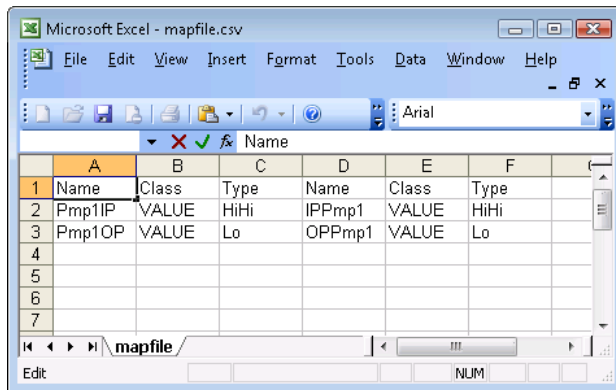 Microsoft Excel - mapfile.csv
File Edit View Insert Format Tools Data Window Help
Arial
fx Name
A B C D E F
1 Name Class Type Name Class Type
2 Pmp1IP VALUE HiHi IPPmp1 VALUE HiHi
3 Pmp1OP VALUE Lo OPPmp1 VALUE Lo
4
5
6
7
mapfile
Edit NUM